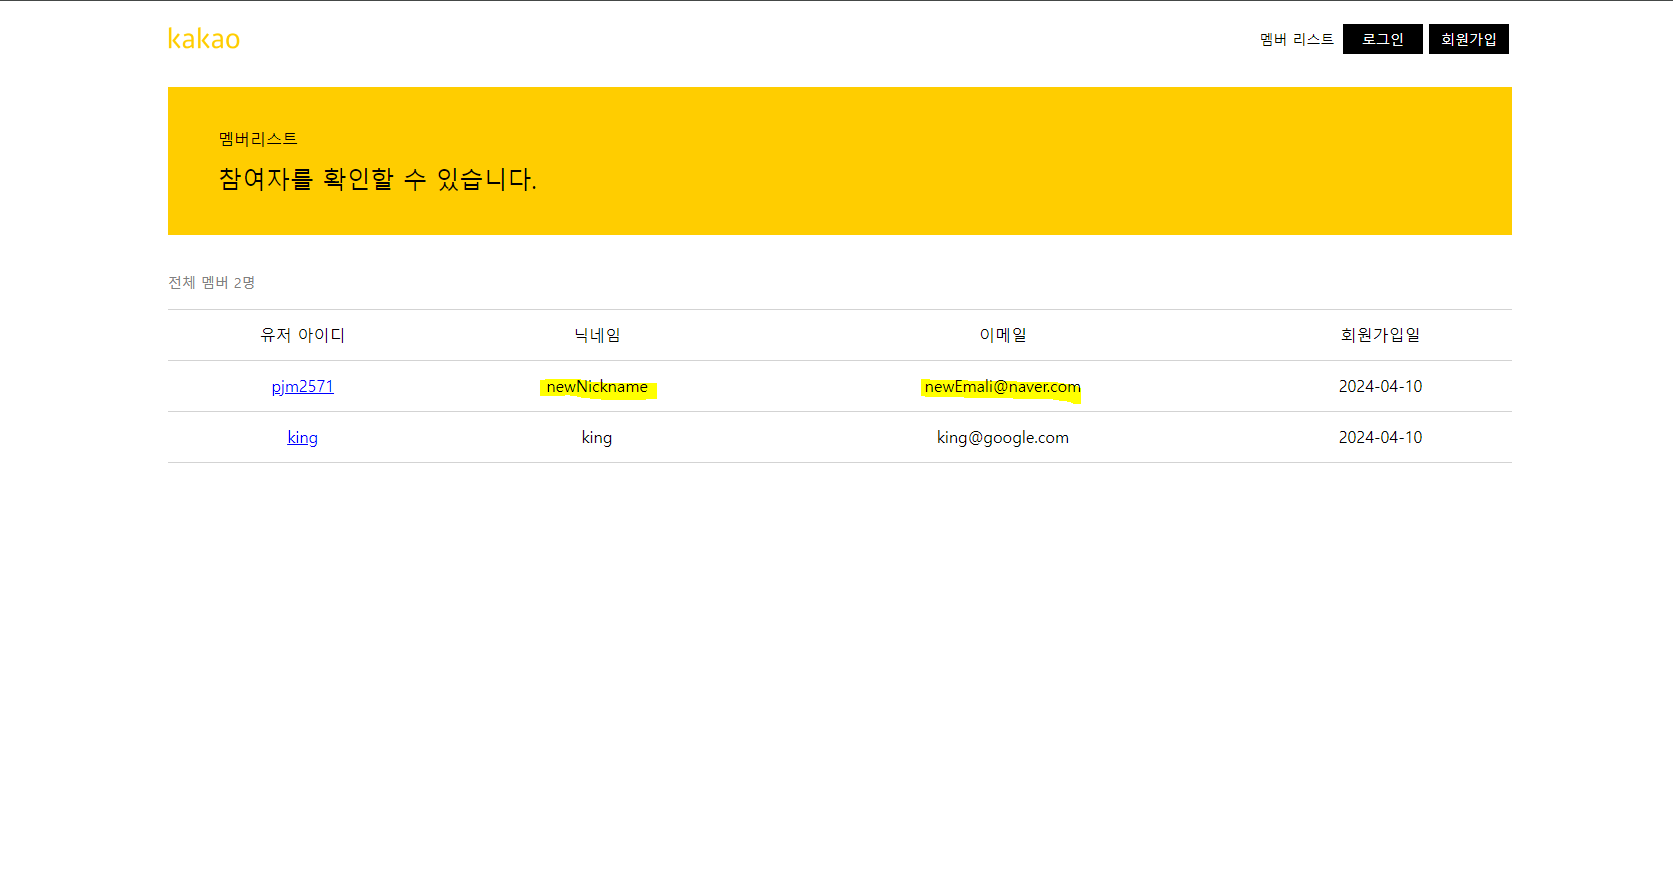 kakao
멤버 리스트 로그인 회원가입
멤버리스트
참여자를 확인할 수 있습니다.
전체 멤버 2명
유저 아이디 닉네임 이메일 회원가입일
pjm2571 newNickname newEmali@naver.com 2024-04-10
king king king@google.com 2024-04-10